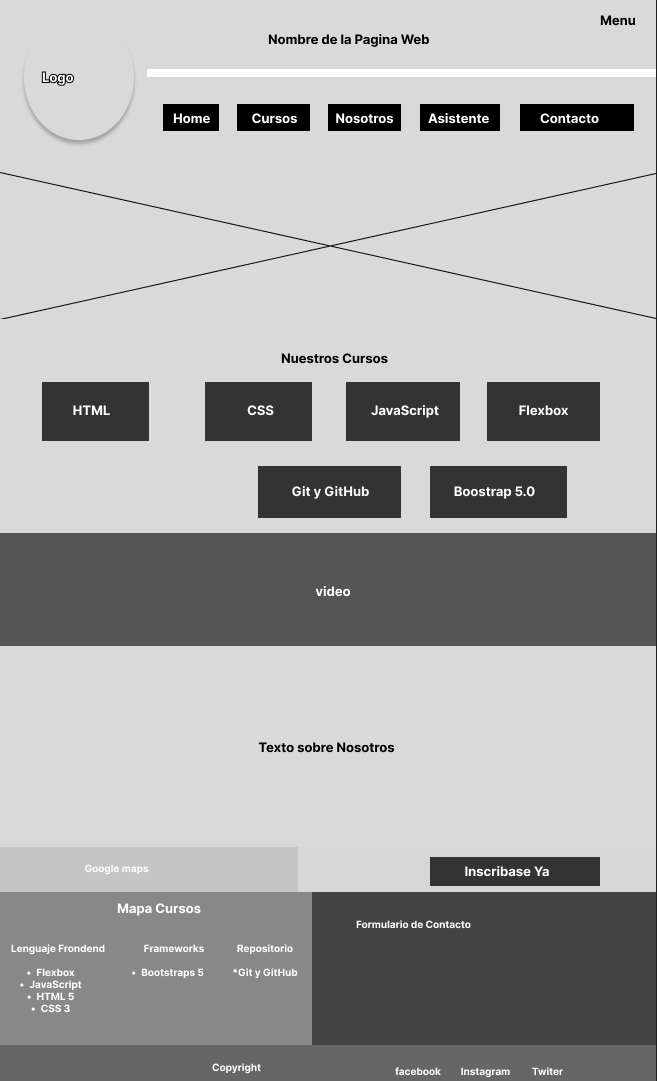 Menu
Nombre de la Pagina Web
Logo
Home
Cursos
Nosotros
Asistente
Contacto
Nuestros Cursos
HTML
CSS
JavaScript
Flexbox
Git y GitHub
Boostrap 5.0
video
Texto sobre Nosotros
Google maps
Inscribase Ya
Mapa Cursos
Lenguaje Frondend
• Flexbox
• JavaScript
• HTML 5
• CSS 3
Frameworks
• Bootstraps 5
Repositorio
*Git y GitHub
Formulario de Contacto
Copyright
facebook
Instagram
Twiter